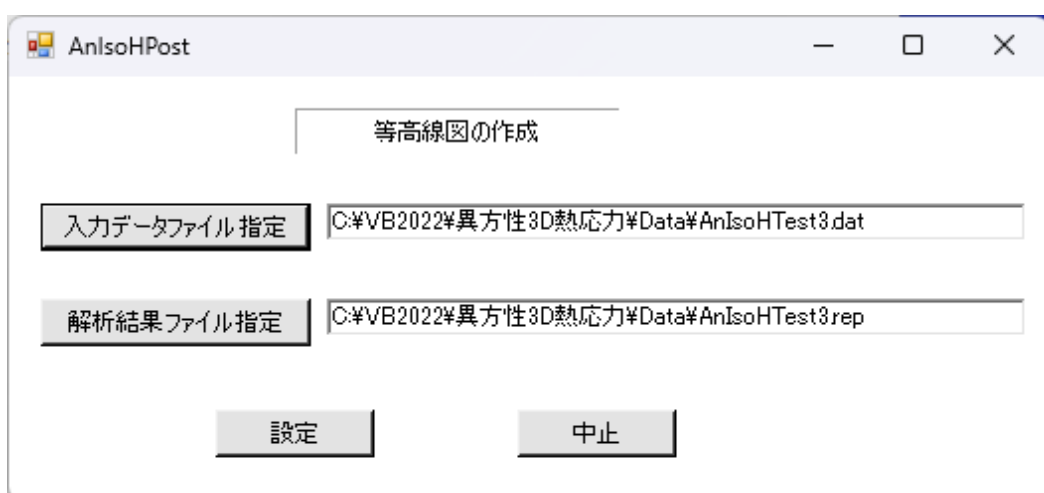 AnIsoHPost
等高線図の作成
入力データファイル指定 C:¥VB2022¥異方性3D熱応力¥Data¥AnIsoHTest3.dat
解析結果ファイル指定 C:¥VB2022¥異方性3D熱応力¥Data¥AnIsoHTest3.rep
設定 中止